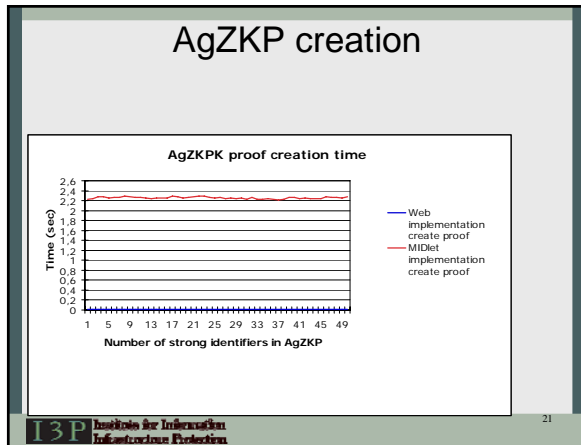 AgZKP creation
AgZKPK proof creation time
2,6
2,4
2,2
2
1,8
1,6
1,4
1,2
1
0,8
0,6
0,4
0,2
0
Time (sec)
1 5 9 13 17 21 25 29 33 37 41 45 49
Number of strong identifiers in AgZKP
Web
implementation
create proof
MIDlet
implementation
create proof
I3P
Institute for Information
Infrastructure Protection
21